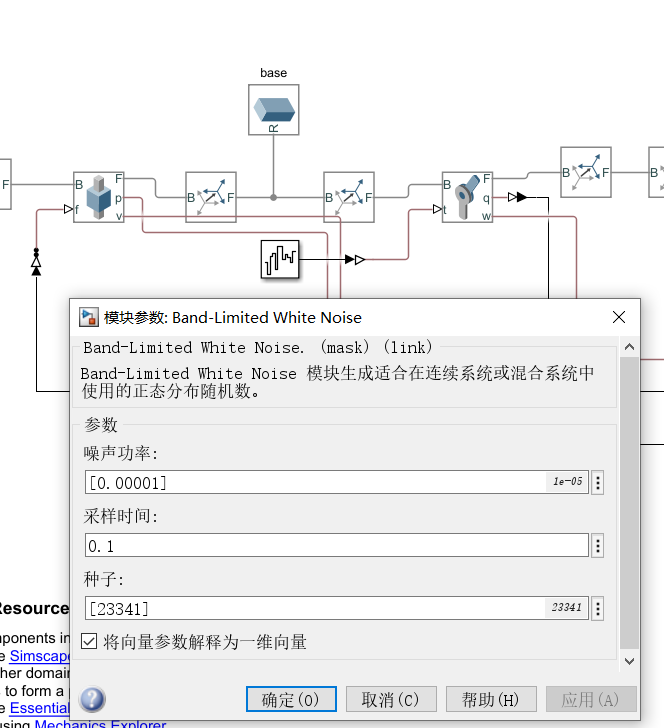 base
F
B
f
F
p
v
B
F
R
B
F
B
t
F
q
w
B
F
B
模块参数: Band-Limited White Noise
Band-Limited White Noise. (mask) (link)
Band-Limited White Noise 模块生成适合在连续系统或混合系统中
使用的正态分布随机数。
参数
噪声功率:
[0.00001] 1e-05
采样时间:
0.1
种子:
[23341] 23341
将向量参数解释为一维向量
确定(O) 取消(C) 帮助(H) 应用(A)
Resource
ponents in
e Simscape
her domain
to form a
e Essential
using Mechanics Explorer